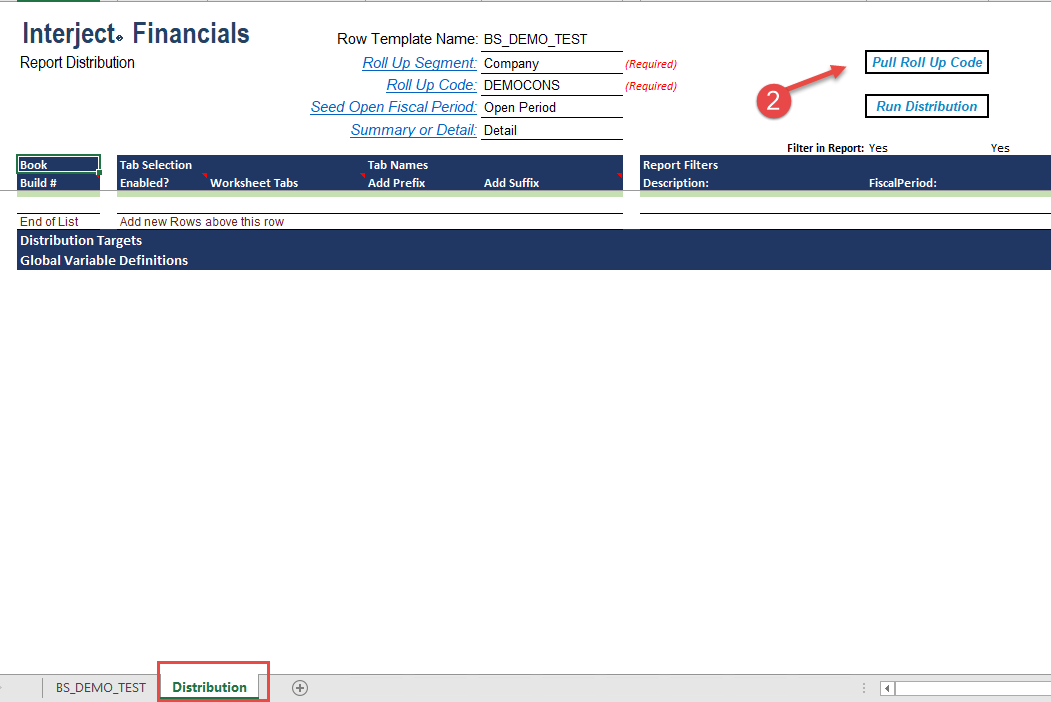 Interject Financials
Report Distribution
Row Template Name: BS_DEMO_TEST
Roll Up Segment: Company (Required)
Roll Up Code: DEMOCONS (Required)
Seed Open Fiscal Period: Open Period
Summary or Detail: Detail
Pull Roll Up Code
2
Run Distribution
Filter in Report: Yes Yes
Book Tab Selection Tab Names Report Filters
Build # Enabled? Worksheet Tabs Add Prefix Add Suffix Description: FiscalPeriod:
End of List Add new Rows above this row
Distribution Targets
Global Variable Definitions
BS_DEMO_TEST Distribution